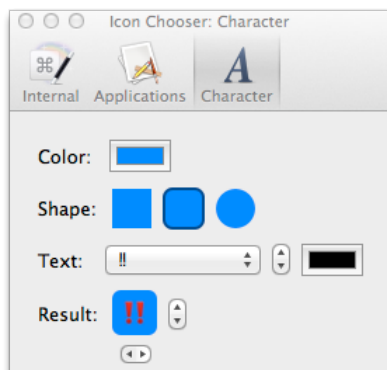 Icon Chooser: Character
Internal Applications Character
Color:
Shape:
Text: ‼
Result: ‼